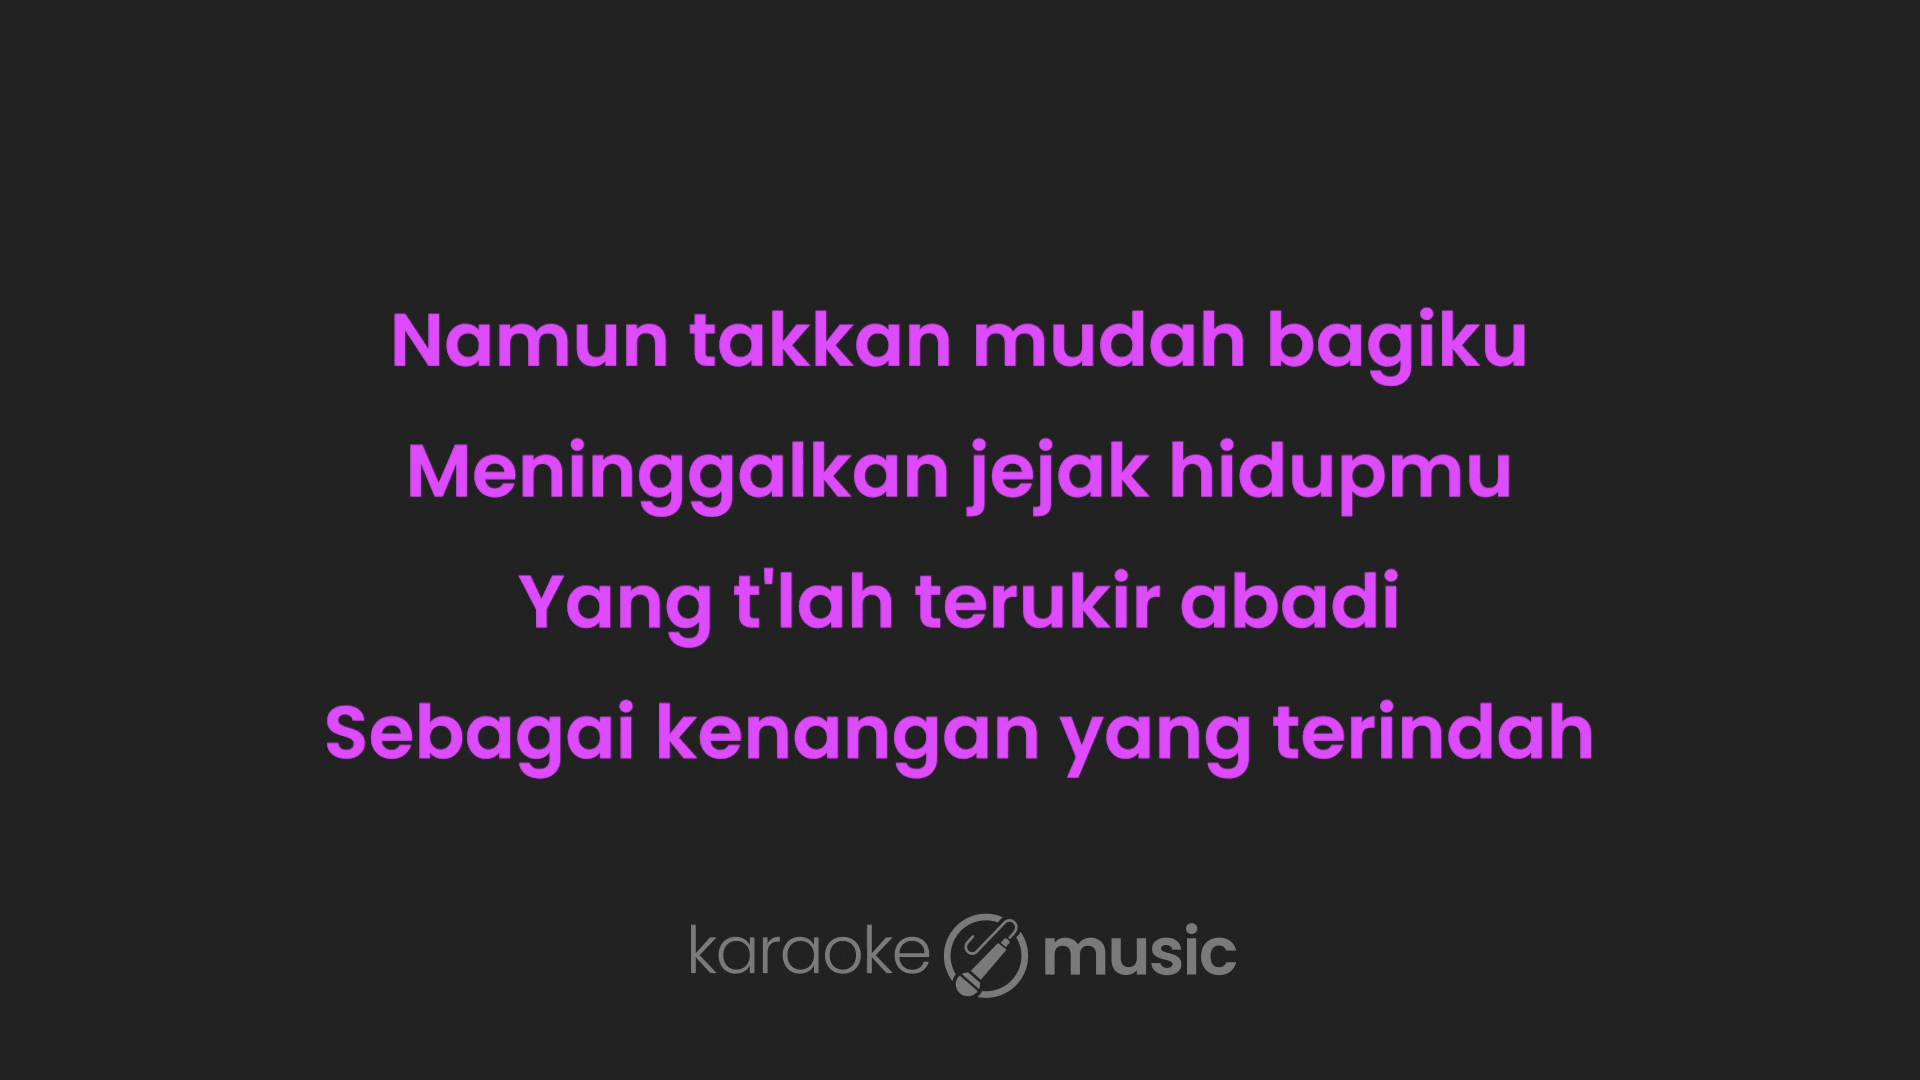 Namun takkan mudah bagiku
Meninggalkan jejak hidupmu
Yang t'lah terukir abadi
Sebagai kenangan yang terindah
karaoke music